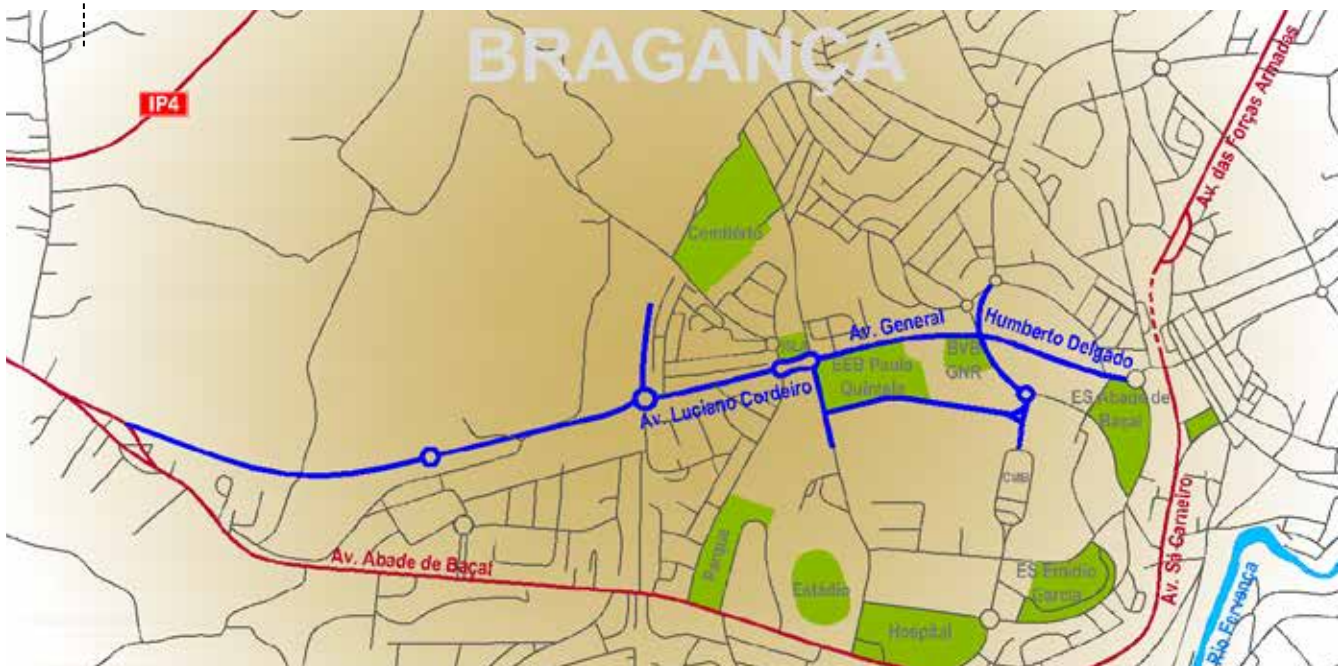 BRAGANÇA
IP4
Av. das Forças Armadas
Cemitério
Av. General
Humberto Delgado
ISLA
BVB
GNR
EEB Paulo
Quintela
Av. Luciano Cordeiro
ES Abade de
Baçal
CMB
Av. Sá Carneiro
Av. Abade de Baçal
Parque
Estádio
ES Emídio
Garcia
Hospital
Rio Fervença